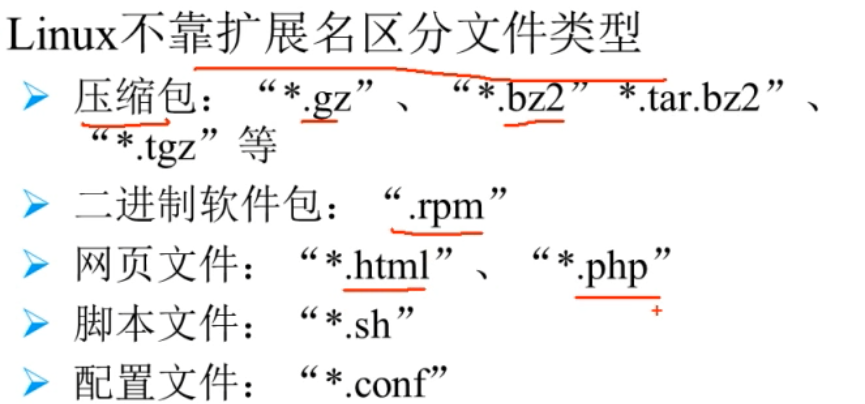 Linux不靠扩展名区分文件类型
压缩包：“*.gz”、“*.bz2” *.tar.bz2”、
“*.tgz”等
二进制软件包：“.rpm”
网页文件：“*.html”、“*.php”
脚本文件：“*.sh”
配置文件：“*.conf”